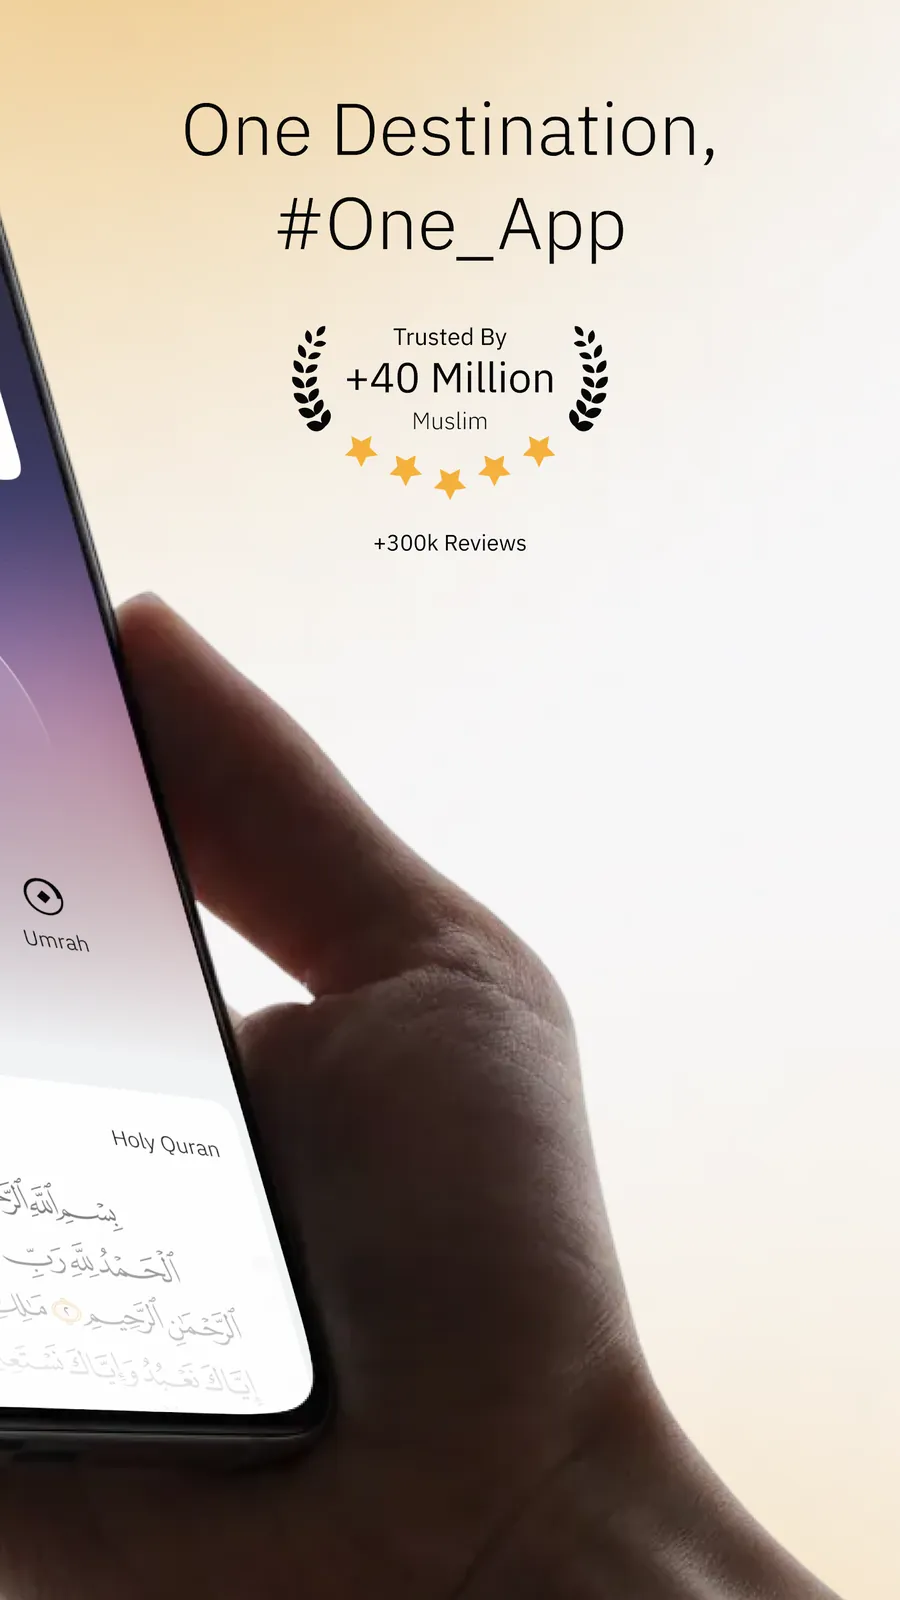 One Destination,
#One_App
Trusted By
+40 Million
Muslim
+300k Reviews
Umrah
Holy Quran
بِسْمِ ٱللَّهِ
ٱلْحَمْدُ لِلَّهِ رَبِّ
ٱلرَّحْمَٰنِ ٱلرَّحِيمِ ٢ مَٰلِكِ
إِيَّاكَ نَعْبُدُ وَإِيَّاكَ